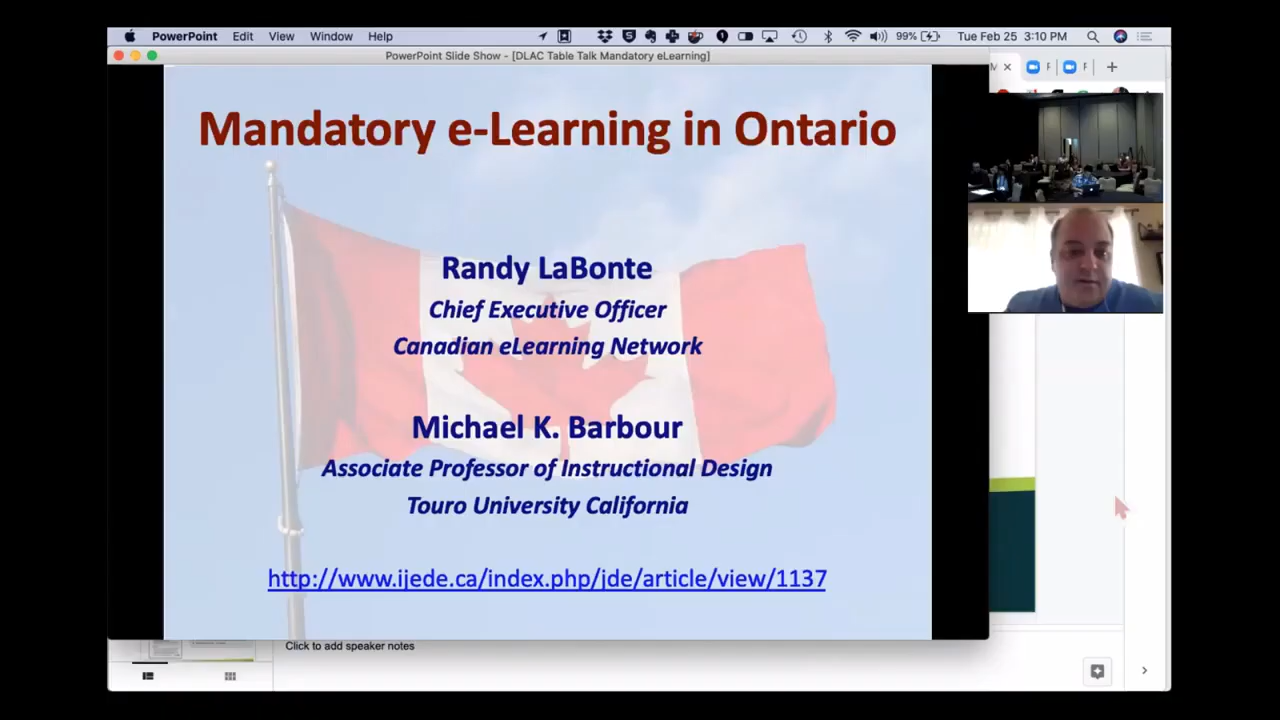 PowerPoint Edit View Window Help 99% Tue Feb 25 3:10 PM
PowerPoint Slide Show - [DLAC Table Talk Mandatory eLearning]
Mandatory e-Learning in Ontario
Randy LaBonte
Chief Executive Officer
Canadian eLearning Network
Michael K. Barbour
Associate Professor of Instructional Design
Touro University California
http://www.ijede.ca/index.php/jde/article/view/1137
Click to add speaker notes